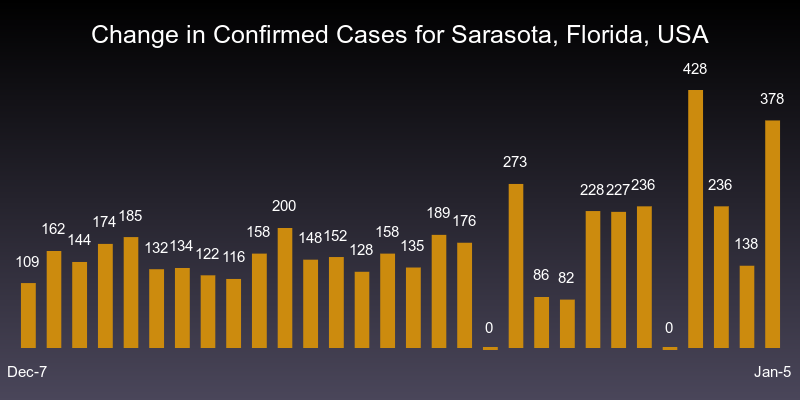 Change in Confirmed Cases for Sarasota, Florida, USA
109 162 144 174 185 132 134 122 116 158 200 148 152 128 158 135 189 176 0 273 86 82 228 227 236 0 428 236 138 378
Dec-7 Jan-5